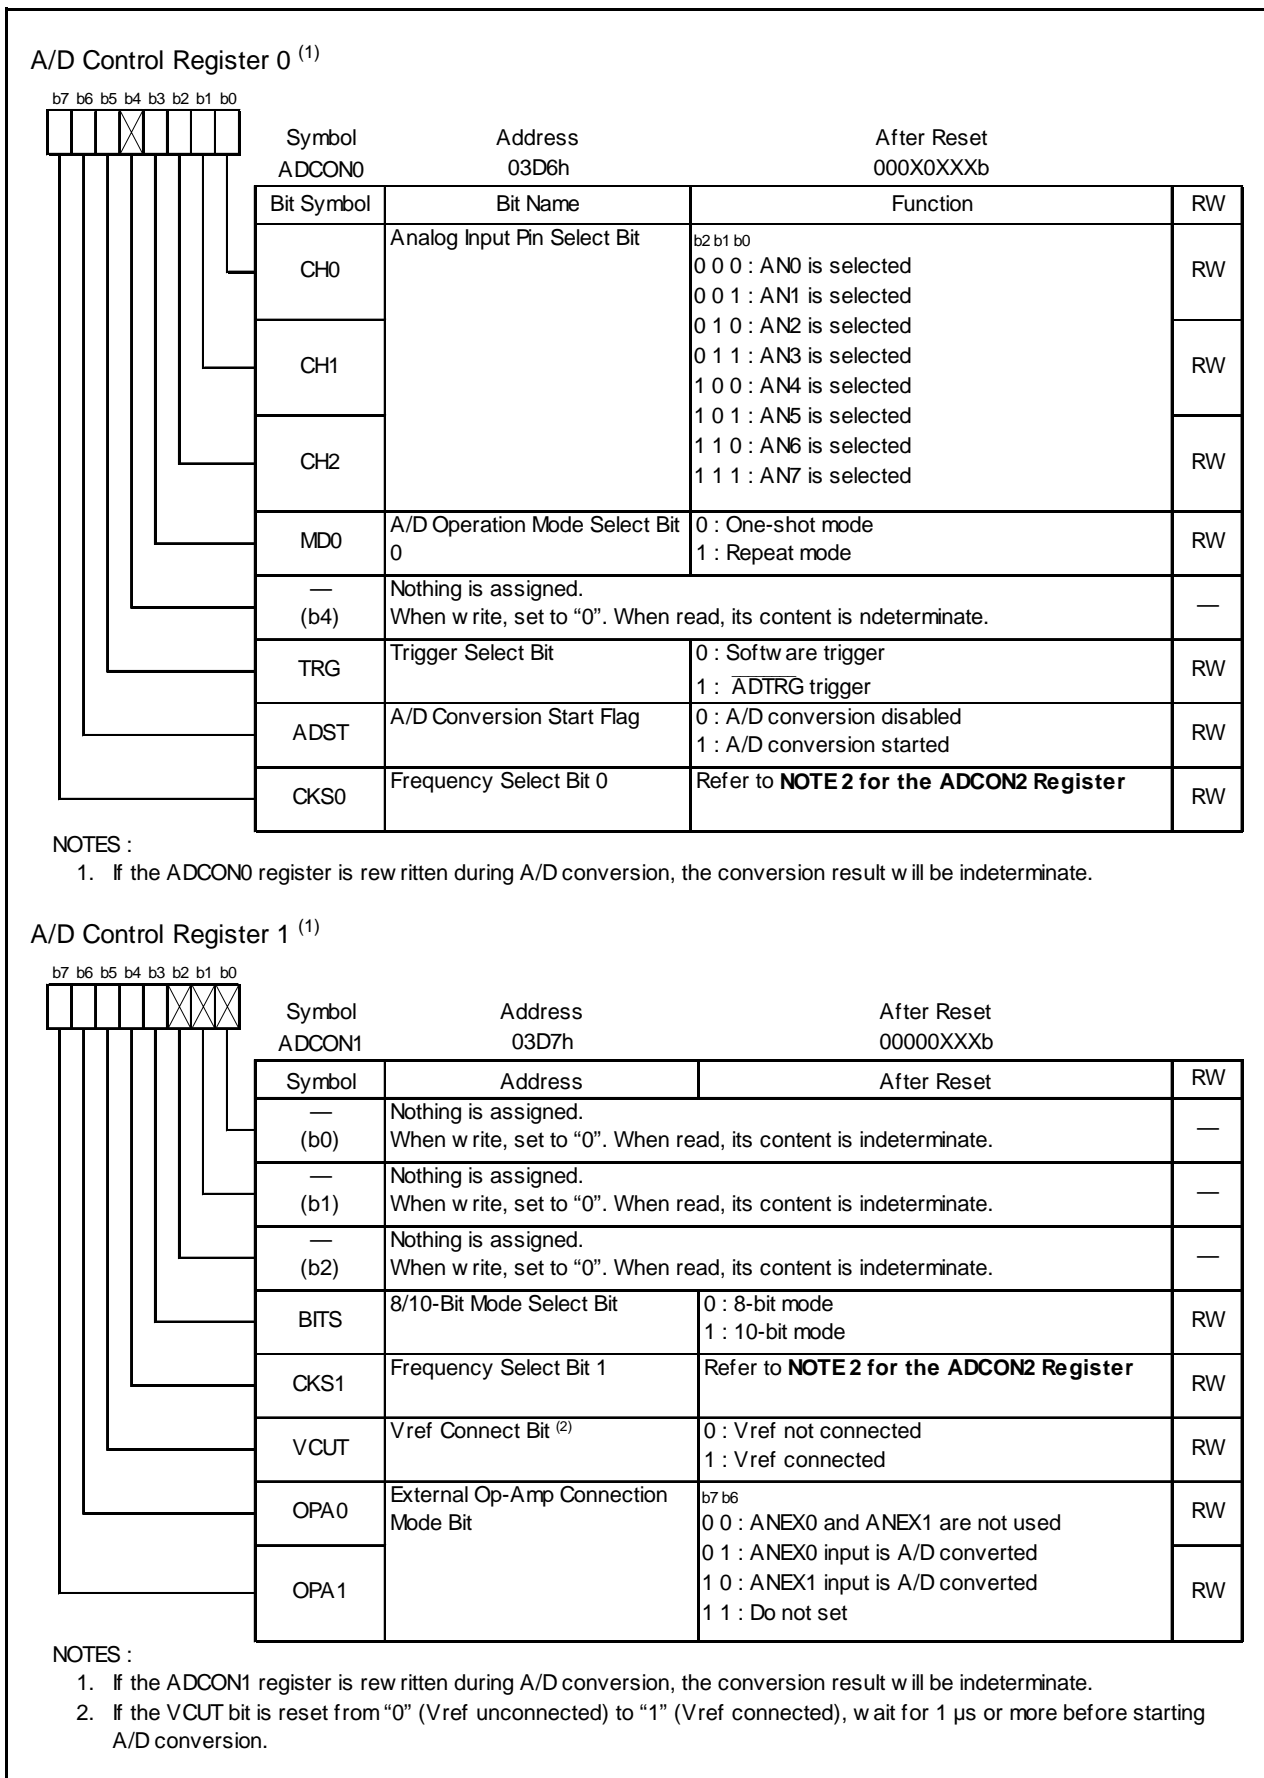 A/D Control Register 0 (1)
b7 b6 b5 b4 b3 b2 b1 b0
Symbol Address After Reset
ADCON0 03D6h 000X0XXXb
Bit Symbol Bit Name Function RW
CH0 Analog Input Pin Select Bit b2 b1 b0 RW
0 0 0 : AN0 is selected
0 0 1 : AN1 is selected
0 1 0 : AN2 is selected
CH1 0 1 1 : AN3 is selected RW
1 0 0 : AN4 is selected
1 0 1 : AN5 is selected
CH2 1 1 0 : AN6 is selected RW
1 1 1 : AN7 is selected
MD0 A/D Operation Mode Select Bit 0 : One-shot mode RW
0 1 : Repeat mode
— Nothing is assigned. —
(b4) When write, set to “0”. When read, its content is ndeterminate.
TRG Trigger Select Bit 0 : Software trigger RW
1 : ADTRG trigger
ADST A/D Conversion Start Flag 0 : A/D conversion disabled RW
1 : A/D conversion started
CKS0 Frequency Select Bit 0 Refer to NOTE 2 for the ADCON2 Register RW
NOTES :
1. If the ADCON0 register is rewritten during A/D conversion, the conversion result will be indeterminate.
A/D Control Register 1 (1)
b7 b6 b5 b4 b3 b2 b1 b0
Symbol Address After Reset
ADCON1 03D7h 00000XXXb
Symbol Address After Reset RW
— Nothing is assigned. —
(b0) When write, set to “0”. When read, its content is indeterminate.
— Nothing is assigned. —
(b1) When write, set to “0”. When read, its content is indeterminate.
— Nothing is assigned. —
(b2) When write, set to “0”. When read, its content is indeterminate.
BITS 8/10-Bit Mode Select Bit 0 : 8-bit mode RW
1 : 10-bit mode
CKS1 Frequency Select Bit 1 Refer to NOTE 2 for the ADCON2 Register RW
VCUT Vref Connect Bit (2) 0 : Vref not connected RW
1 : Vref connected
OPA0 External Op-Amp Connection b7 b6 RW
Mode Bit 0 0 : ANEX0 and ANEX1 are not used
0 1 : ANEX0 input is A/D converted
OPA1 1 0 : ANEX1 input is A/D converted RW
1 1 : Do not set
NOTES :
1. If the ADCON1 register is rewritten during A/D conversion, the conversion result will be indeterminate.
2. If the VCUT bit is reset from “0” (Vref unconnected) to “1” (Vref connected), wait for 1 µs or more before starting
A/D conversion.